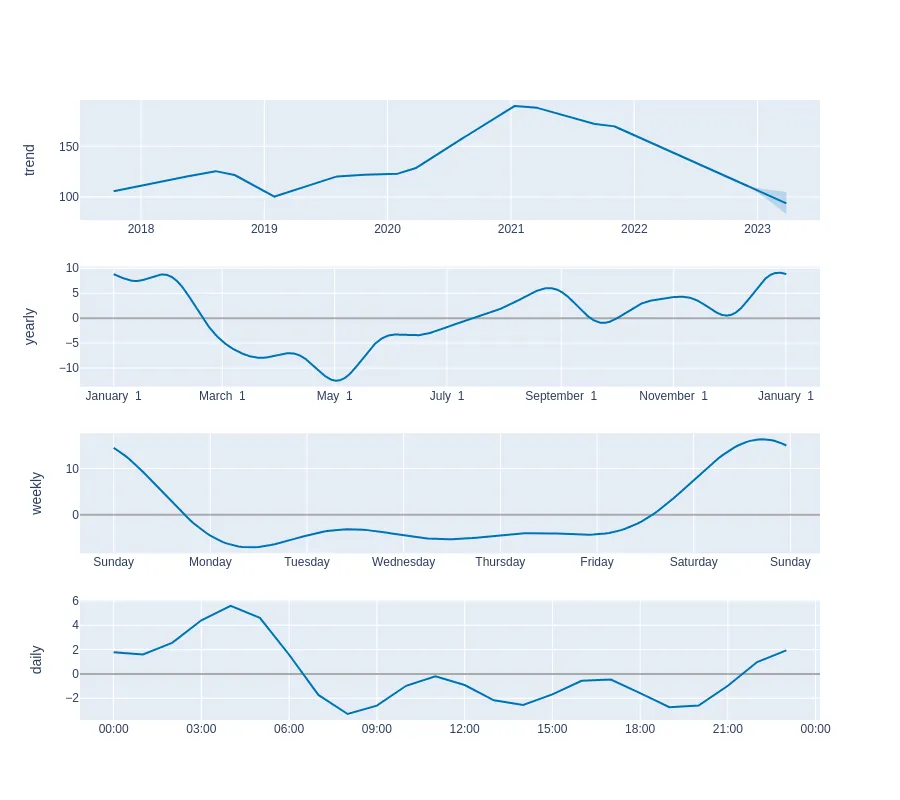 trend
150
100
2018 2019 2020 2021 2022 2023
yearly
10
5
0
−5
−10
January 1 March 1 May 1 July 1 September 1 November 1 January 1
weekly
10
0
Sunday Monday Tuesday Wednesday Thursday Friday Saturday Sunday
daily
6
4
2
0
−2
00:00 03:00 06:00 09:00 12:00 15:00 18:00 21:00 00:00